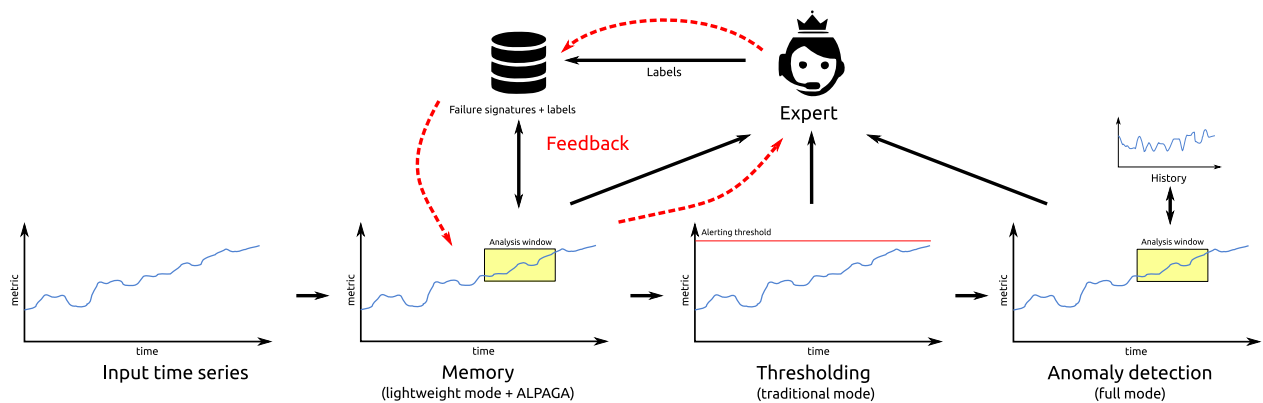 Labels
Expert
Failure signatures + labels
Feedback
History
Analysis window
Alerting threshold
Analysis window
metric
metric
metric
metric
time
time
time
time
Input time series
Memory
(lightweight mode + ALPAGA)
Thresholding
(traditional mode)
Anomaly detection
(full mode)